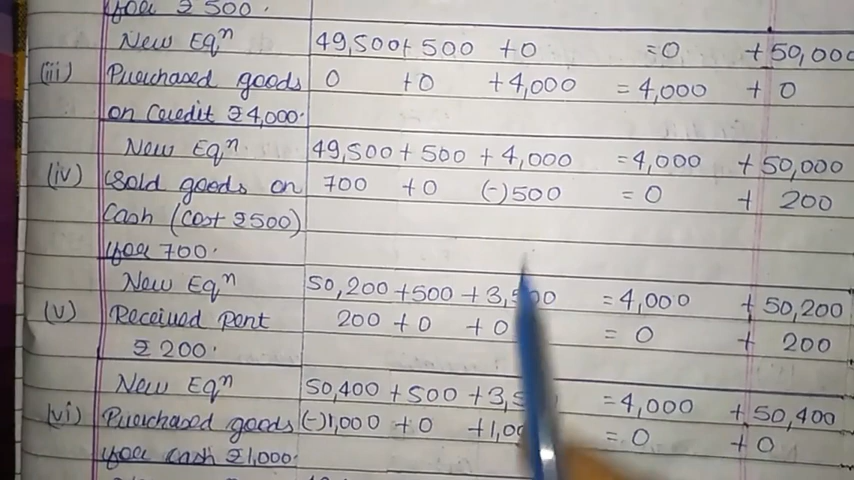 for ₹ 500.
New Eqn 49,500+ 500 +0 =0 +50,000
(iii) Purchased goods 0 +0 +4,000 = 4,000 + 0
on Credit ₹4,000.
New Eqn. 49,500+ 500 + 4,000 =4,000 +50,000
(iv) Sold goods on 700 +0 (-)500 = 0 + 200
Cash (Cost ₹500)
for 700.
New Eqn 50,200 +500 +3,500 =4,000 +50,200
(v) Received Rent 200 +0 +0 = 0 + 200
₹ 200.
New Eqn 50,400 +500 +3,5 =4,000 +50,400
(vi) Purchased goods (-)1,000 +0 +1,00 = 0 +0
for Cash ₹1,000.